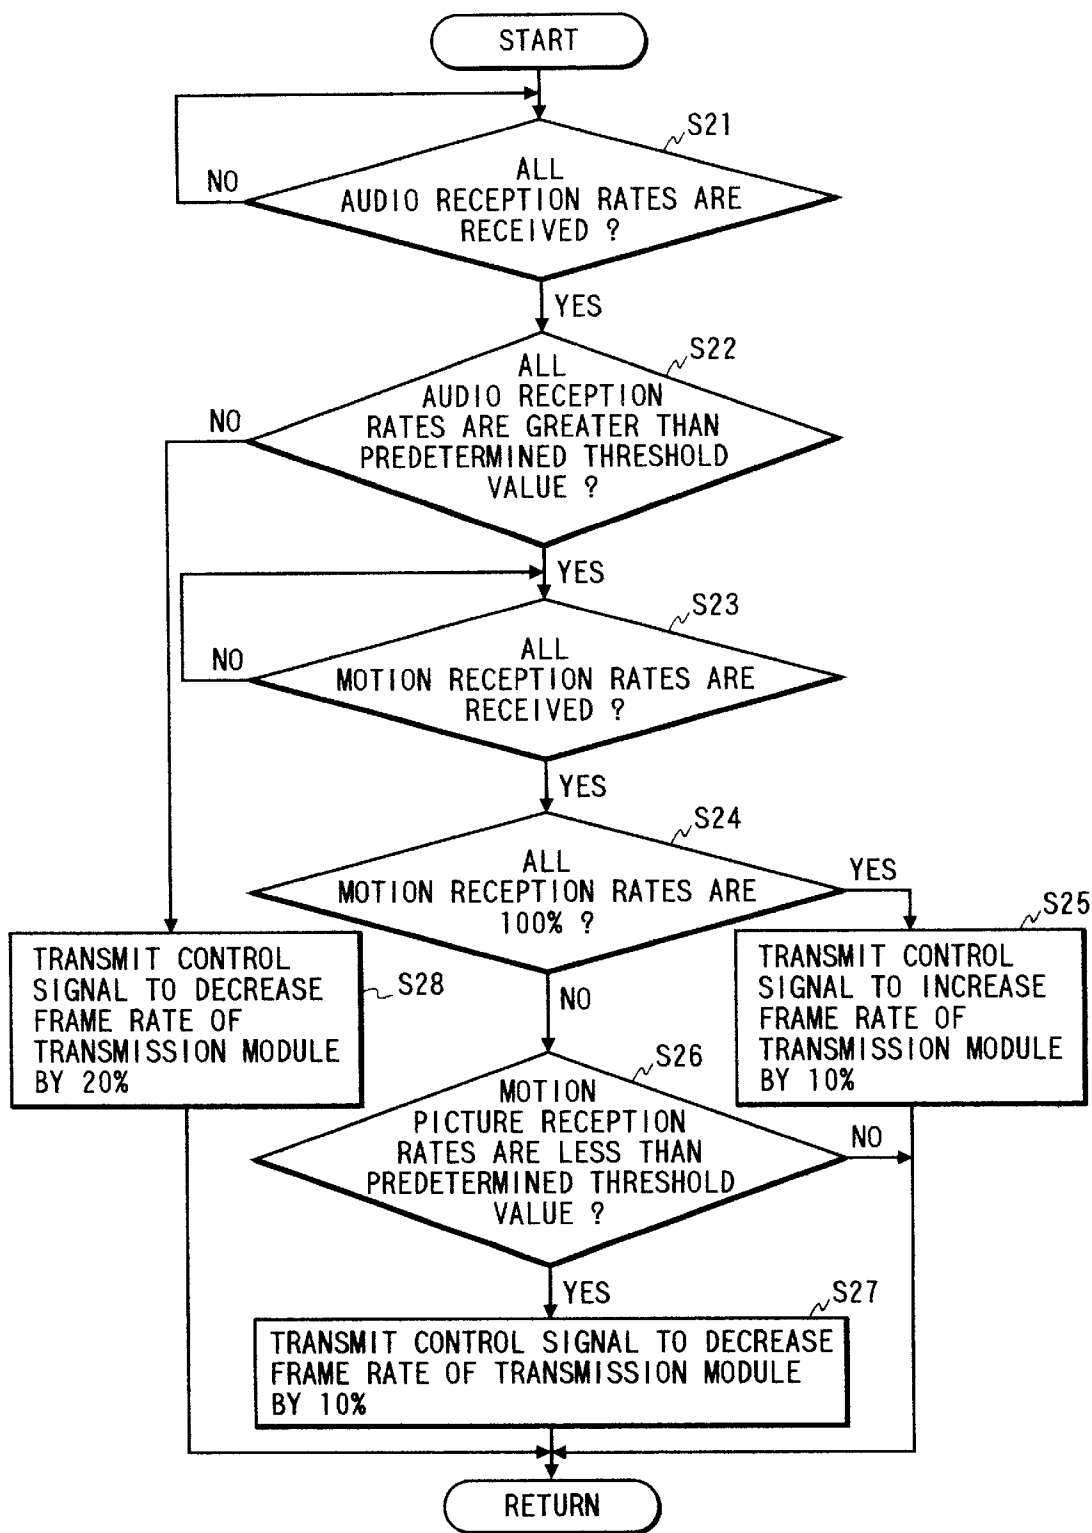 START
S21
ALL
AUDIO RECEPTION RATES ARE
RECEIVED ?
NO
YES
S22
ALL
AUDIO RECEPTION
RATES ARE GREATER THAN
PREDETERMINED THRESHOLD
VALUE ?
NO
YES
S23
ALL
MOTION RECEPTION RATES ARE
RECEIVED ?
NO
YES
S24
ALL
MOTION RECEPTION RATES ARE
100% ?
YES
NO
S25
TRANSMIT CONTROL
SIGNAL TO INCREASE
FRAME RATE OF
TRANSMISSION MODULE
BY 10%
TRANSMIT CONTROL
SIGNAL TO DECREASE
FRAME RATE OF
TRANSMISSION MODULE
BY 20%
S28
S26
MOTION
PICTURE RECEPTION
RATES ARE LESS THAN
PREDETERMINED THRESHOLD
VALUE ?
NO
YES
S27
TRANSMIT CONTROL SIGNAL TO DECREASE
FRAME RATE OF TRANSMISSION MODULE
BY 10%
RETURN